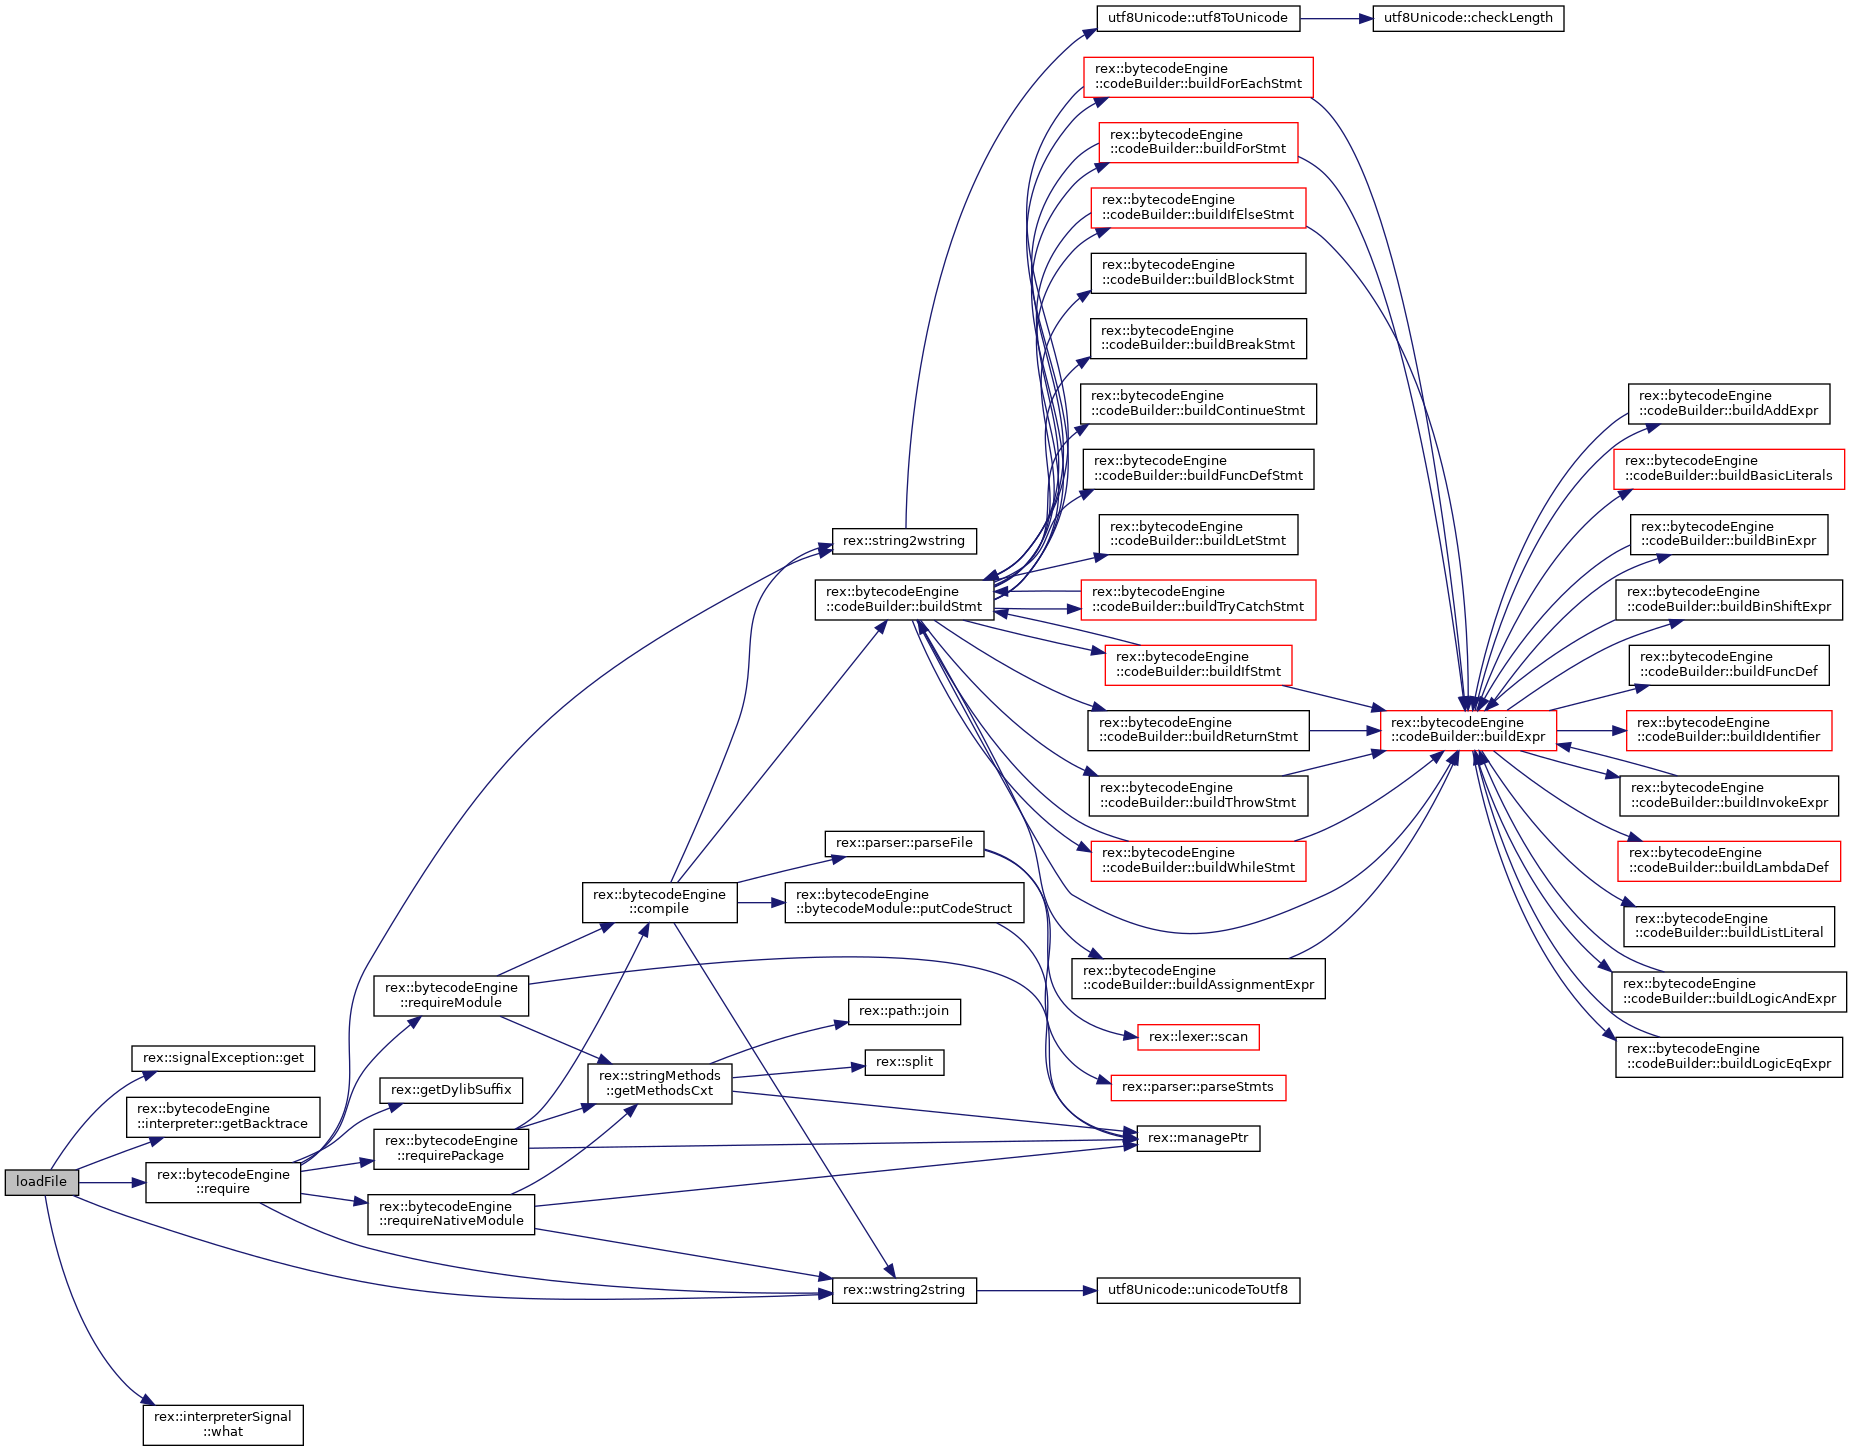 loadFile
rex::signalException::get
rex::bytecodeEngine
::interpreter::getBacktrace
rex::bytecodeEngine
::require
rex::interpreterSignal
::what
rex::bytecodeEngine
::requireModule
rex::getDylibSuffix
rex::bytecodeEngine
::requirePackage
rex::bytecodeEngine
::requireNativeModule
rex::bytecodeEngine
::compile
rex::stringMethods
::getMethodsCxt
rex::string2wstring
rex::bytecodeEngine
::codeBuilder::buildStmt
rex::parser::parseFile
rex::bytecodeEngine
::bytecodeModule::putCodeStruct
rex::path::join
rex::split
rex::wstring2string
utf8Unicode::utf8ToUnicode
rex::bytecodeEngine
::codeBuilder::buildForEachStmt
rex::bytecodeEngine
::codeBuilder::buildForStmt
rex::bytecodeEngine
::codeBuilder::buildIfElseStmt
rex::bytecodeEngine
::codeBuilder::buildBlockStmt
rex::bytecodeEngine
::codeBuilder::buildBreakStmt
rex::bytecodeEngine
::codeBuilder::buildContinueStmt
rex::bytecodeEngine
::codeBuilder::buildFuncDefStmt
rex::bytecodeEngine
::codeBuilder::buildLetStmt
rex::bytecodeEngine
::codeBuilder::buildTryCatchStmt
rex::bytecodeEngine
::codeBuilder::buildIfStmt
rex::bytecodeEngine
::codeBuilder::buildReturnStmt
rex::bytecodeEngine
::codeBuilder::buildThrowStmt
rex::bytecodeEngine
::codeBuilder::buildWhileStmt
rex::bytecodeEngine
::codeBuilder::buildAssignmentExpr
rex::lexer::scan
rex::parser::parseStmts
rex::managePtr
utf8Unicode::unicodeToUtf8
utf8Unicode::checkLength
rex::bytecodeEngine
::codeBuilder::buildExpr
rex::bytecodeEngine
::codeBuilder::buildAddExpr
rex::bytecodeEngine
::codeBuilder::buildBasicLiterals
rex::bytecodeEngine
::codeBuilder::buildBinExpr
rex::bytecodeEngine
::codeBuilder::buildBinShiftExpr
rex::bytecodeEngine
::codeBuilder::buildFuncDef
rex::bytecodeEngine
::codeBuilder::buildIdentifier
rex::bytecodeEngine
::codeBuilder::buildInvokeExpr
rex::bytecodeEngine
::codeBuilder::buildLambdaDef
rex::bytecodeEngine
::codeBuilder::buildListLiteral
rex::bytecodeEngine
::codeBuilder::buildLogicAndExpr
rex::bytecodeEngine
::codeBuilder::buildLogicEqExpr